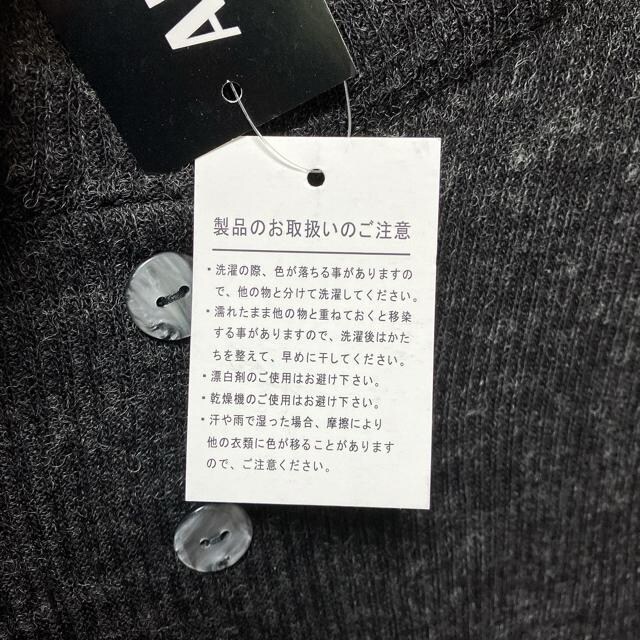 製品のお取扱いのご注意
・洗濯の際、色が落ちる事がありますの
で、他の物と分けて洗濯してください。
・濡れたまま他の物と重ねておくと移染
する事がありますので、洗濯後はかた
ちを整えて、早めに干してください。
・漂白剤のご使用はお避け下さい。
・乾燥機のご使用はお避け下さい。
・汗や雨で湿った場合、摩擦により
他の衣類に色が移ることがあります
ので、ご注意ください。